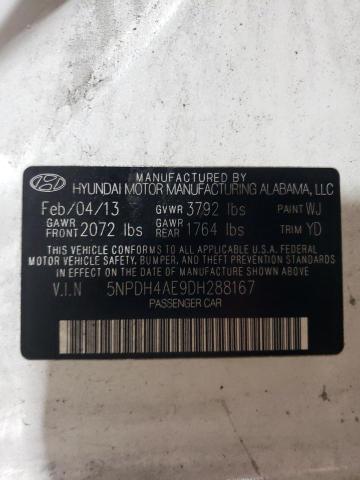 MANUFACTURED BY
HYUNDAI MOTOR MANUFACTURING ALABAMA, LLC
Feb/04/13 GVWR 3792 lbs PAINT WJ
GAWR FRONT 2072 lbs GAWR REAR 1764 lbs TRIM YD
THIS VEHICLE CONFORMS TO ALL APPLICABLE U.S. FEDERAL
MOTOR VEHICLE SAFETY, BUMPER, AND THEFT PREVENTION STANDARDS
IN EFFECT ON THE DATE OF MANUFACTURE SHOWN ABOVE.
V.I.N 5NPDH4AE9DH288167
PASSENGER CAR